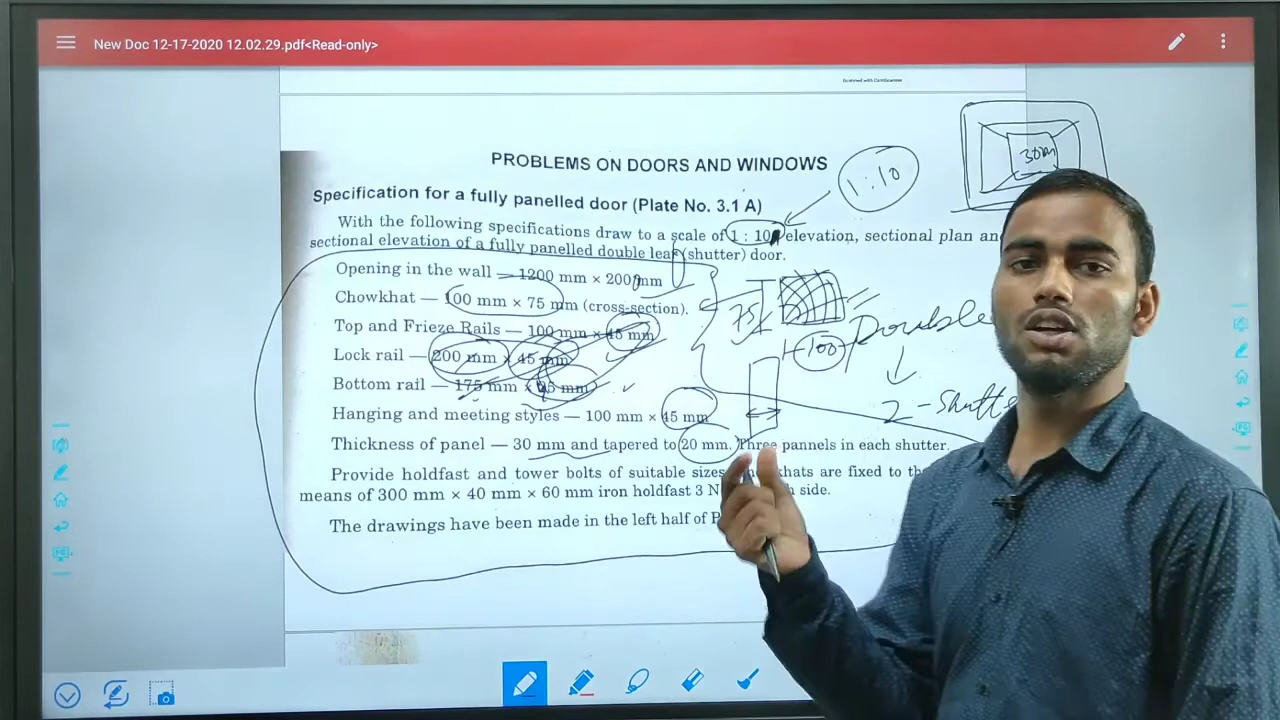 New Doc 12-17-2020 12.02.29.pdf<Read-only>
Scanned with CamScanner
PROBLEMS ON DOORS AND WINDOWS
1:10
30m
Specification for a fully panelled door (Plate No. 3.1 A)
With the following specifications draw to a scale of 1 : 10, elevation, sectional plan and
sectional elevation of a fully panelled double leaf (shutter) door.
Opening in the wall — 1200 mm × 2000 mm
Chowkhat — 100 mm × 75 mm (cross-section).
75
Double
Top and Frieze Rails — 100 mm × 45 mm
100
Lock rail — 200 mm × 45 mm
Bottom rail — 175 mm × 45 mm
2-shutte
Hanging and meeting styles — 100 mm × 45 mm
Thickness of panel — 30 mm and tapered to 20 mm. Three pannels in each shutter.
Provide holdfast and tower bolts of suitable sizes. are fixed to
means of 300 mm × 40 mm × 60 mm iron holdfast 3 side.
The drawings have been made in the left half of